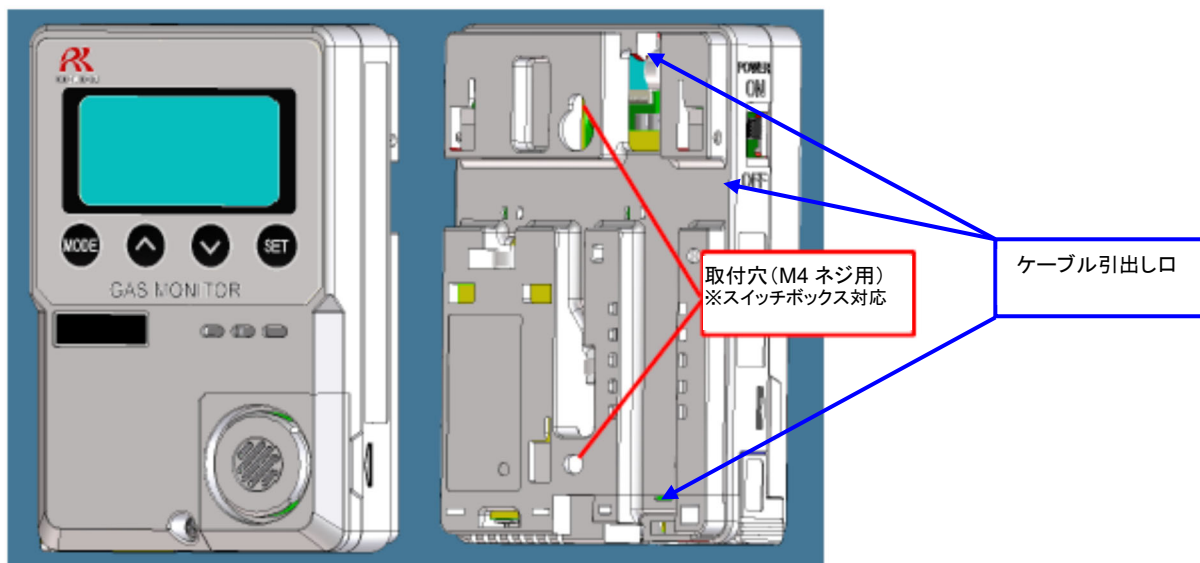 MODE
SET
GAS MONITOR
POWER
ON
OFF
取付穴（M4 ネジ用）
※スイッチボックス対応
ケーブル引出し口